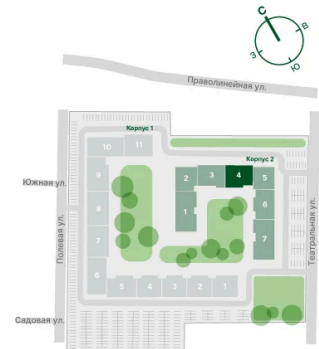 С
В
З
Ю
Праволинейная ул.
Корпус 1
10
11
Корпус 2
9
2
3
4
5
Южная ул.
8
1
6
Полевая ул.
7
7
Театральная ул.
6
5
4
3
2
1
Садовая ул.